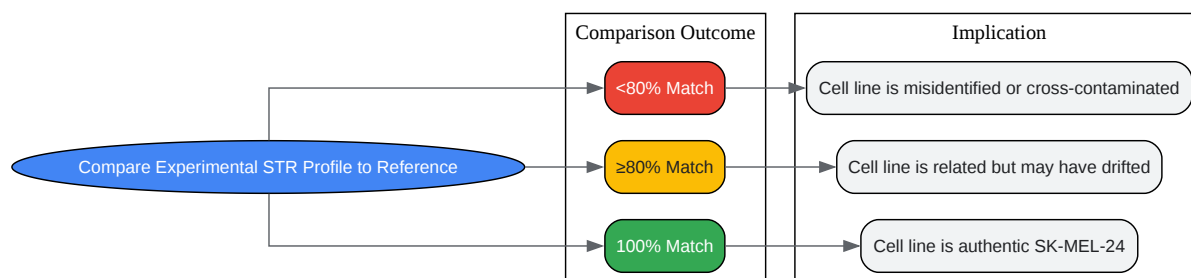 Comparison Outcome
Implication
<80% Match
Cell line is misidentified or cross-contaminated
Compare Experimental STR Profile to Reference
≥80% Match
Cell line is related but may have drifted
100% Match
Cell line is authentic SK-MEL-24